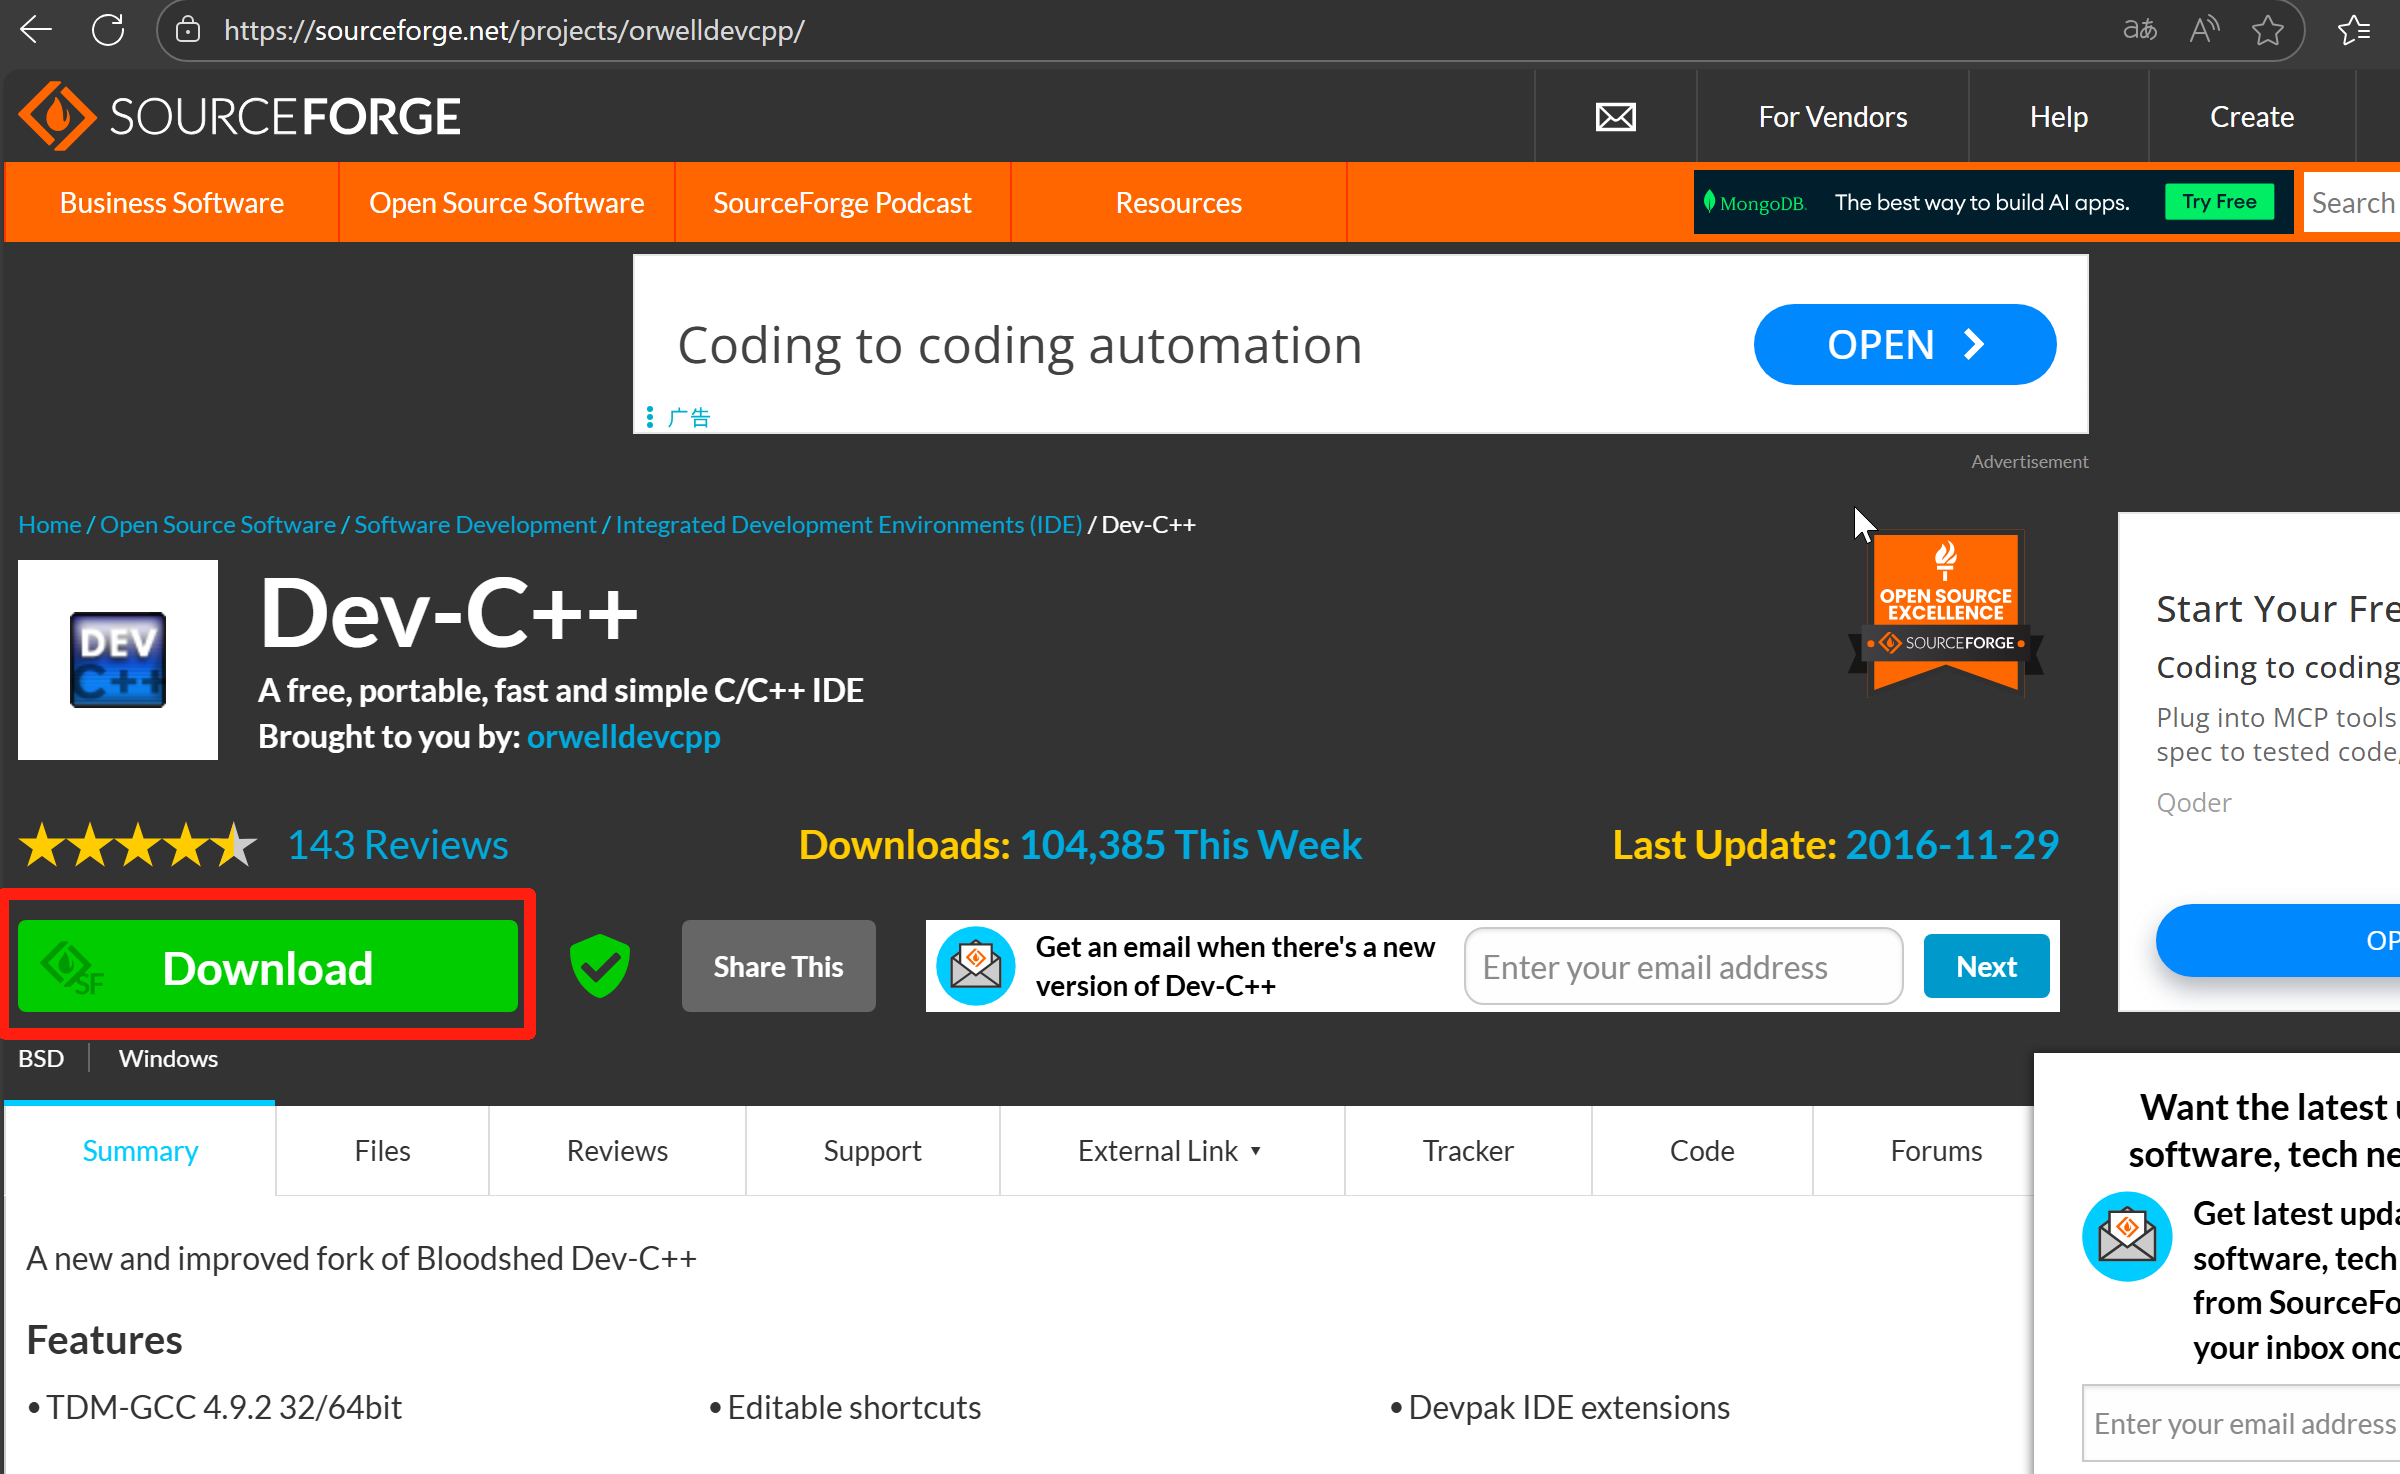 https://sourceforge.net/projects/orwelldevcpp/
aあ
A
SOURCEFORGE
For Vendors
Help
Create
Business Software
Open Source Software
SourceForge Podcast
Resources
MongoDB.
The best way to build AI apps.
Try Free
Search
Coding to coding automation
OPEN
广告
Advertisement
Home / Open Source Software / Software Development / Integrated Development Environments (IDE) / Dev-C++
DEV
C++
Dev-C++
A free, portable, fast and simple C/C++ IDE
Brought to you by: orwelldevcpp
OPEN SOURCE
EXCELLENCE
SOURCEFORGE
Start Your Fre
Coding to coding
Plug into MCP tools
spec to tested code,
Qoder
OP
143 Reviews
Downloads: 104,385 This Week
Last Update: 2016-11-29
SF
Download
Share This
Get an email when there's a new
version of Dev-C++
Enter your email address
Next
BSD
Windows
Summary
Files
Reviews
Support
External Link
Tracker
Code
Forums
A new and improved fork of Bloodshed Dev-C++
Features
• TDM-GCC 4.9.2 32/64bit
• Editable shortcuts
• Devpak IDE extensions
Want the latest u
software, tech ne
Get latest upda
software, tech
from SourceFo
your inbox onc
Enter your email address